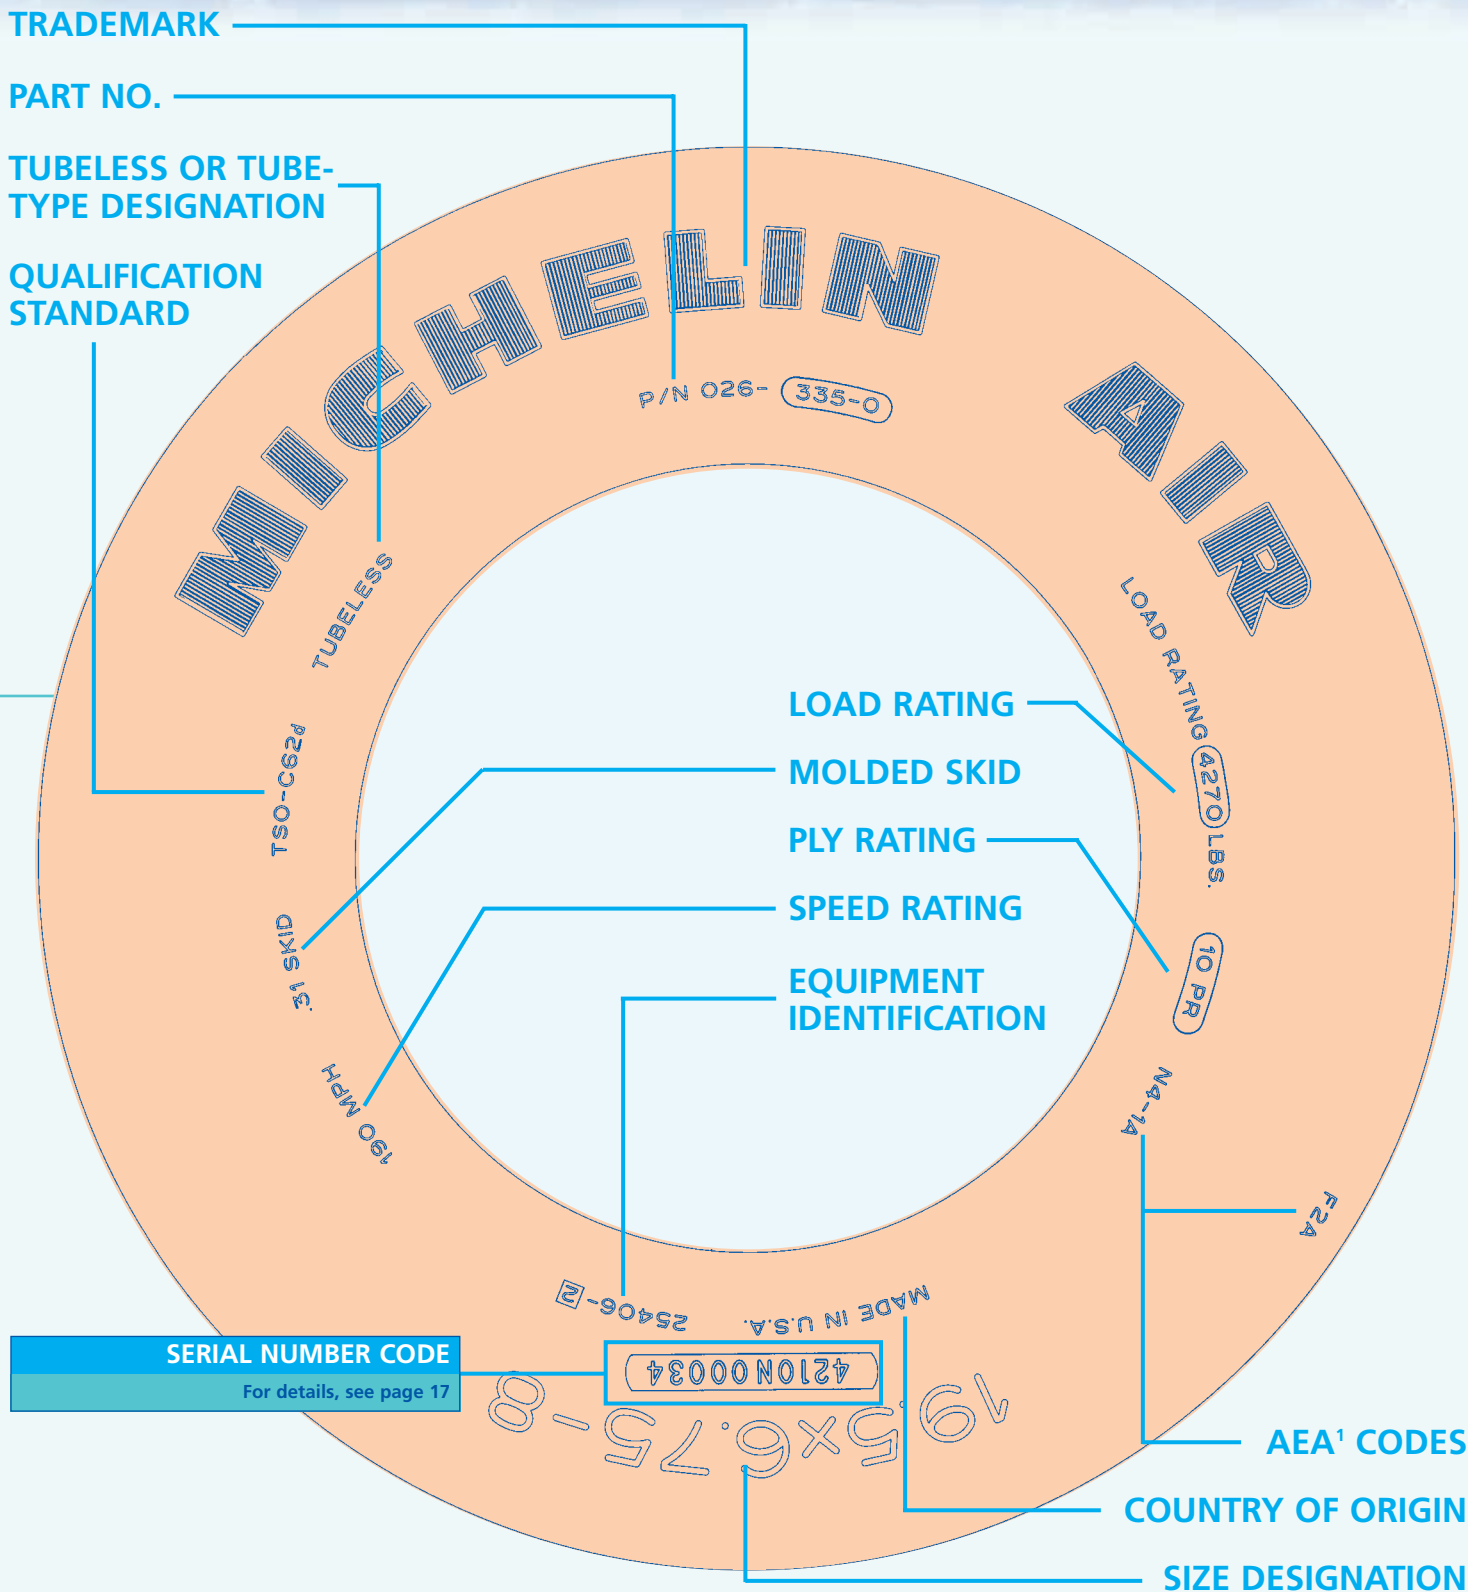 TRADEMARK
PART NO.
TUBELESS OR TUBE-
TYPE DESIGNATION
QUALIFICATION
STANDARD
MICHELIN AIR
P/N 026- 335-0
TUBELESS
TSO-C62d
.31 SKID
190 MPH
LOAD RATING 4270 LBS.
10 PR
N4-1A
F2A
LOAD RATING
MOLDED SKID
PLY RATING
SPEED RATING
EQUIPMENT
IDENTIFICATION
MADE IN U.S.A.
25406-2
4210N00034
19.5x6.75-8
SERIAL NUMBER CODE
For details, see page 17
AEA¹ CODES
COUNTRY OF ORIGIN
SIZE DESIGNATION